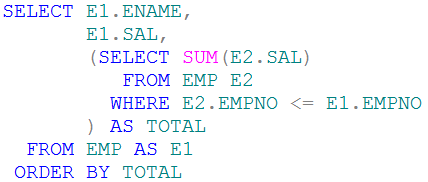 SELECT E1.ENAME,
E1.SAL,
(SELECT SUM(E2.SAL)
FROM EMP E2
WHERE E2.EMPNO <= E1.EMPNO
) AS TOTAL
FROM EMP AS E1
ORDER BY TOTAL